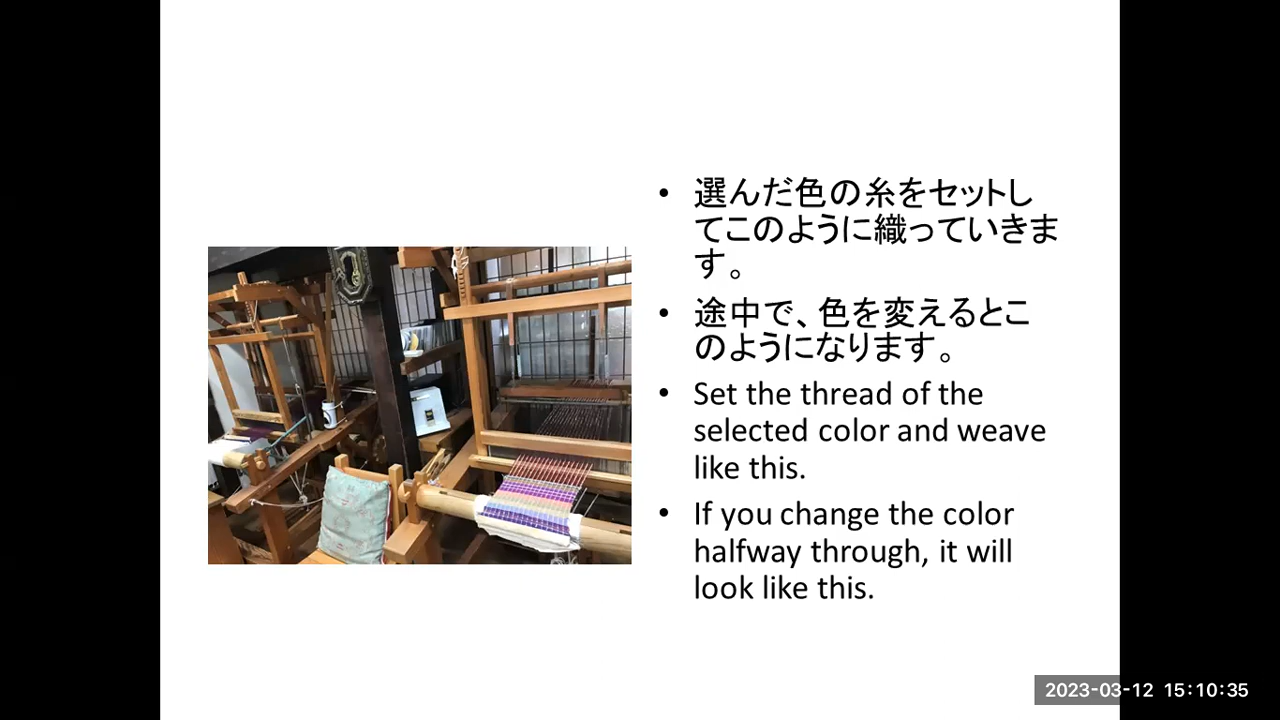 • 選んだ色の糸をセットし
てこのように織っていきま
す。
• 途中で、色を変えるとこ
のようになります。
• Set the thread of the
selected color and weave
like this.
• If you change the color
halfway through, it will
look like this.
2023-03-12 15:10:35